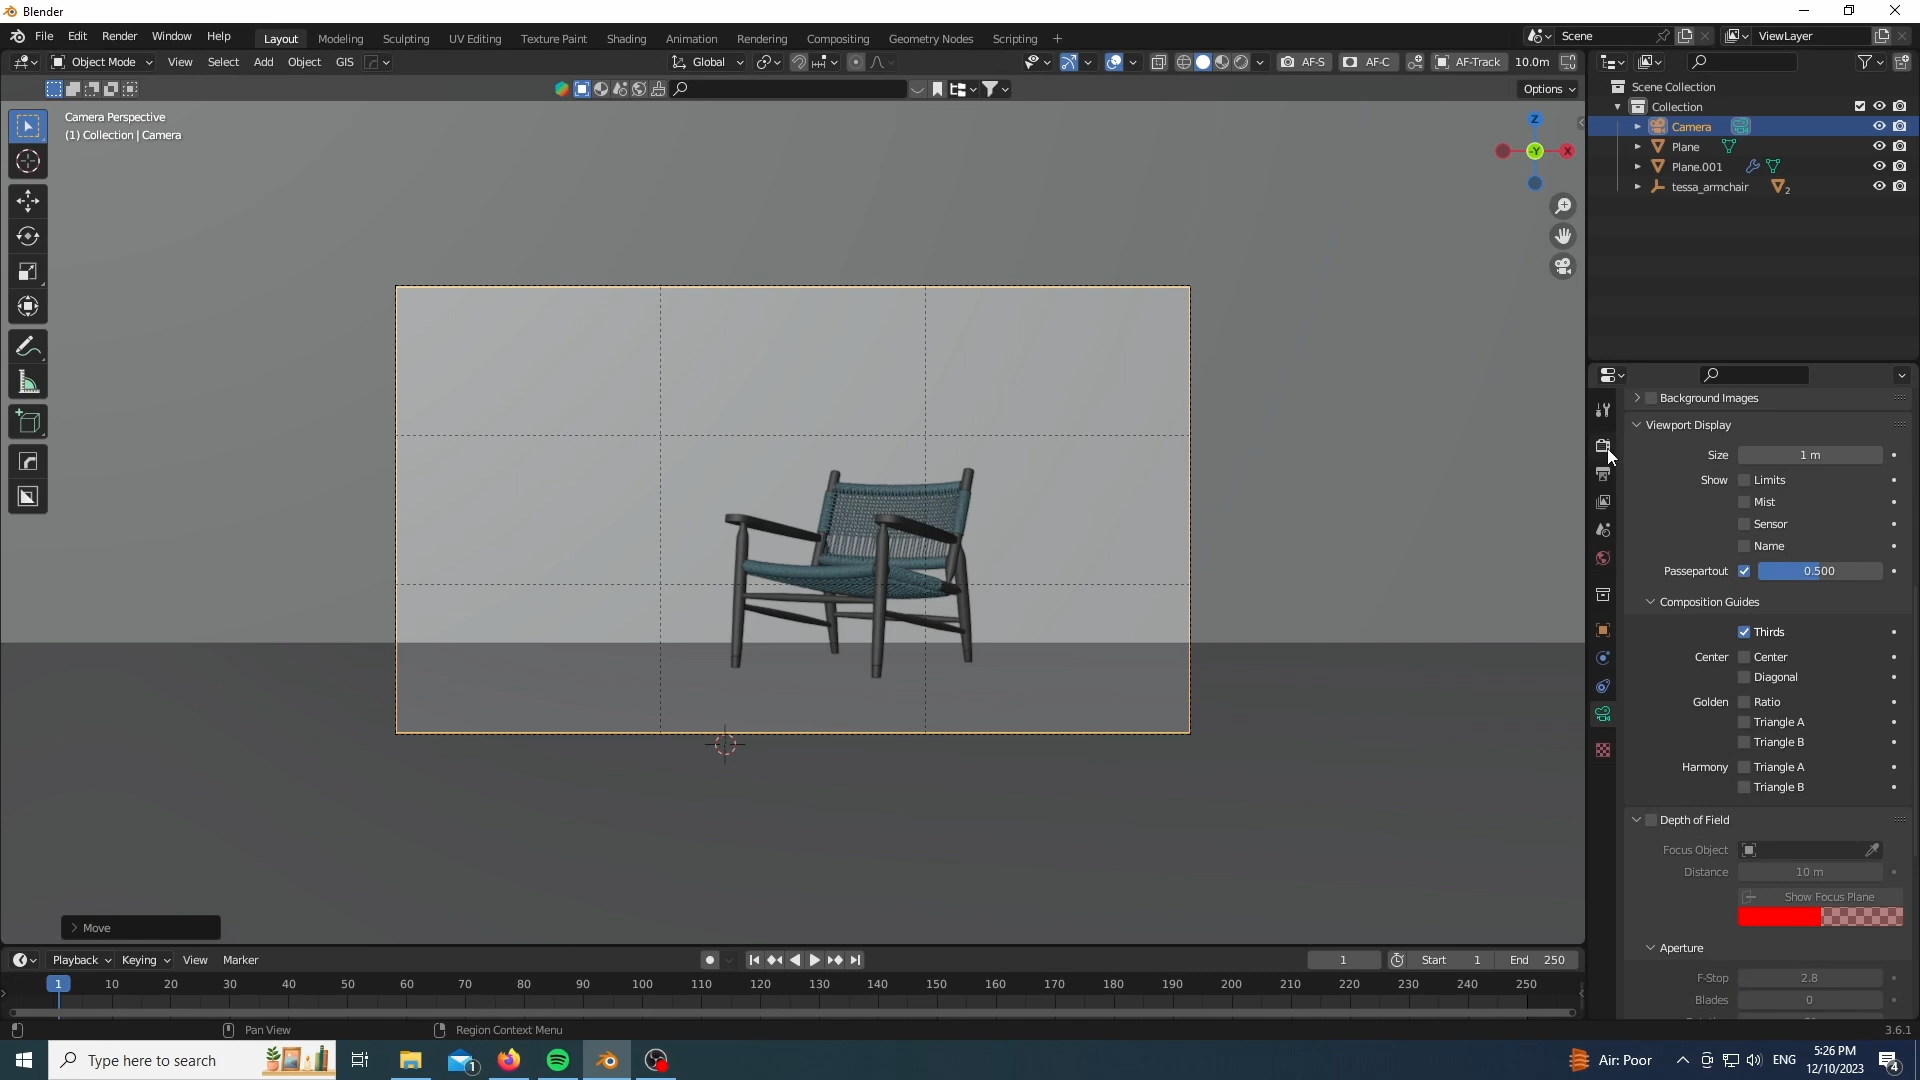 Blender
File Edit Render Window Help
Layout Modeling Sculpting UV Editing Texture Paint Shading Animation Rendering Compositing Geometry Nodes Scripting +
Scene
ViewLayer
Object Mode View Select Add Object GIS
Global
AF-S AF-C AF-Track 10.0m
Options
Camera Perspective
(1) Collection | Camera
Z
-Y
X
Scene Collection
Collection
Camera
Plane
Plane.001
tessa_armchair 2
Background Images
Viewport Display
Size 1 m
Show Limits
Mist
Sensor
Name
Passepartout 0.500
Composition Guides
Thirds
Center Center
Diagonal
Golden Ratio
Triangle A
Triangle B
Harmony Triangle A
Triangle B
Depth of Field
Focus Object
Distance 10 m
Show Focus Plane
Aperture
F-Stop 2.8
Blades 0
Move
Playback Keying View Marker
1 Start 1 End 250
1 10 20 30 40 50 60 70 80 90 100 110 120 130 140 150 160 170 180 190 200 210 220 230 240 250
Pan View Region Context Menu
3.6.1
Type here to search
1
Air: Poor
ENG
5:26 PM
12/10/2023
4